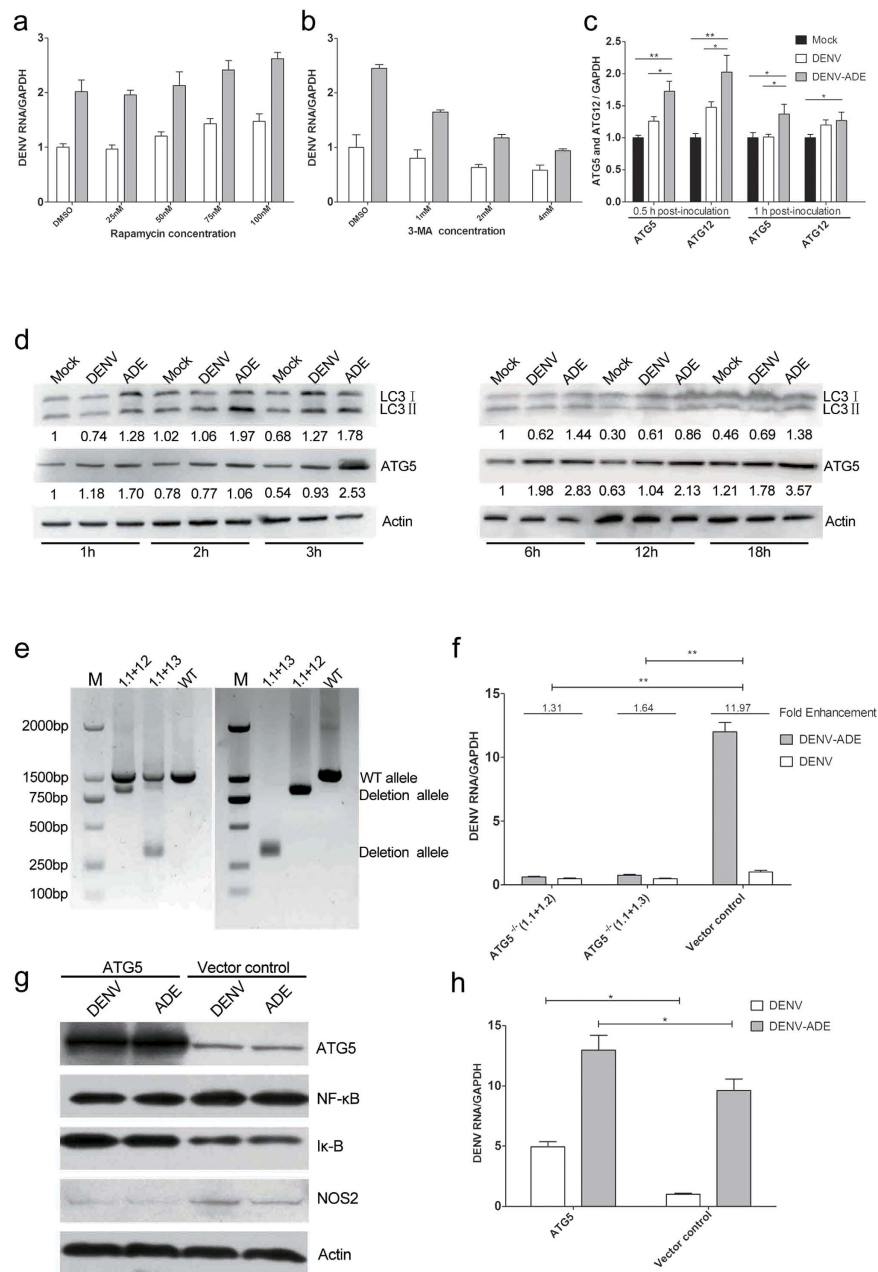 a
DENV RNA/GAPDH
3
2
1
0
DMSO
25nM
50nM
75nM
100nM
Rapamycin concentration
b
DENV RNA/GAPDH
3
2
1
0
DMSO
1mM
2mM
4mM
3-MA concentration
c
ATG5 and ATG12 / GAPDH
2.5
2.0
1.5
1.0
0.5
0.0
** * ** * * * *
Mock
DENV
DENV-ADE
0.5 h post-inoculation 1 h post-inoculation
ATG5 ATG12 ATG5 ATG12
d
Mock DENV ADE Mock DENV ADE Mock DENV ADE
LC3 Ⅰ
LC3 Ⅱ
1 0.74 1.28 1.02 1.06 1.97 0.68 1.27 1.78
ATG5
1 1.18 1.70 0.78 0.77 1.06 0.54 0.93 2.53
Actin
1h 2h 3h
Mock DENV ADE Mock DENV ADE Mock DENV ADE
LC3 Ⅰ
LC3 Ⅱ
1 0.62 1.44 0.30 0.61 0.86 0.46 0.69 1.38
ATG5
1 1.98 2.83 0.63 1.04 2.13 1.21 1.78 3.57
Actin
6h 12h 18h
e
M 1.1+1.2 1.1+1.3 WT M 1.1+1.3 1.1+1.2 WT
2000bp
1500bp
750bp
500bp
250bp
100bp
WT allele
Deletion allele
Deletion allele
f
**
**
DENV RNA/GAPDH
15
10
5
0
1.31 1.64 11.97 Fold Enhancement
DENV-ADE
DENV
ATG5 -/- (1.1+1.2)
ATG5 -/- (1.1+1.3)
Vector control
g
ATG5 Vector control
DENV ADE DENV ADE
ATG5
NF-κB
Iκ-B
NOS2
Actin
h
*
*
DENV
DENV-ADE
DENV RNA/GAPDH
15
10
5
0
ATG5
Vector control